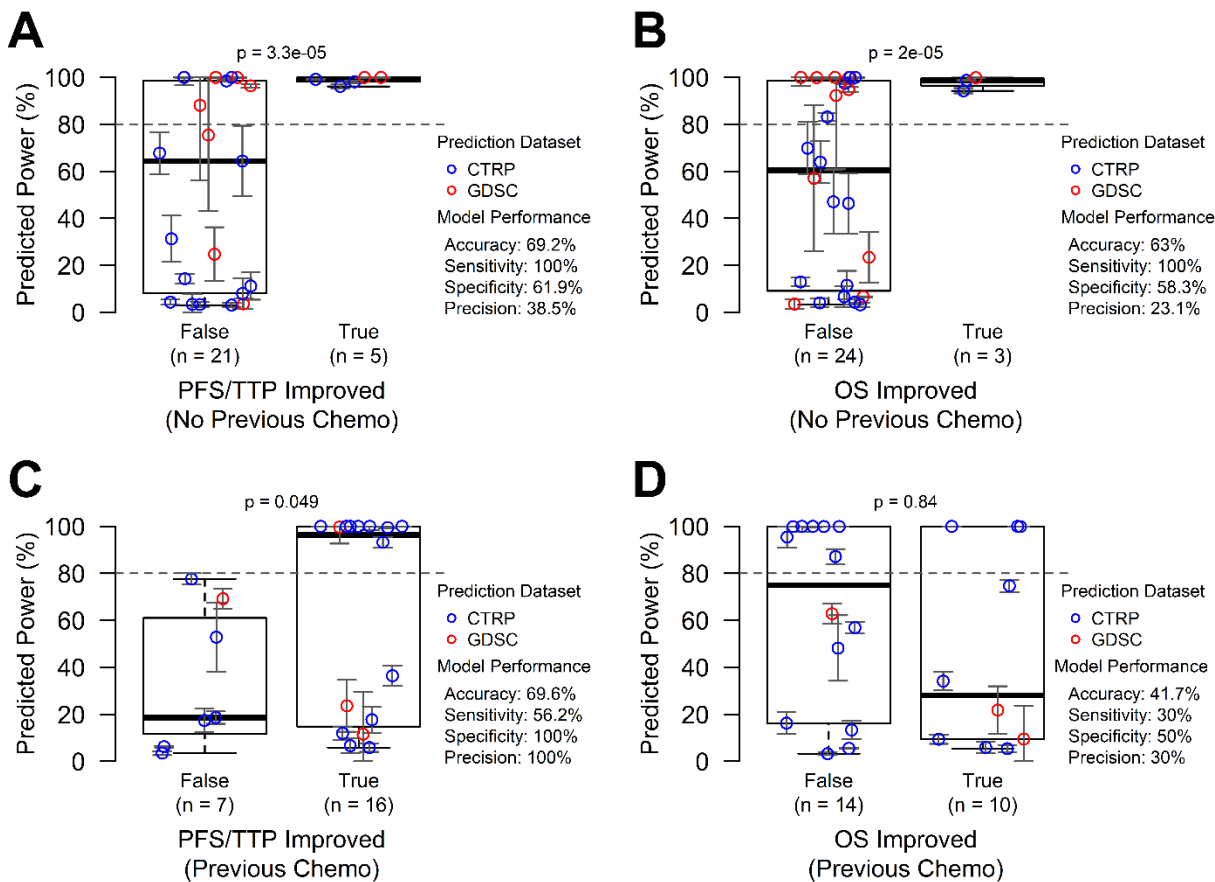 A
p = 3.3e-05
Predicted Power (%)
100
80
60
40
20
0
False
(n = 21)
True
(n = 5)
PFS/TTP Improved
(No Previous Chemo)
Prediction Dataset
CTRP
GDSC
Model Performance
Accuracy: 69.2%
Sensitivity: 100%
Specificity: 61.9%
Precision: 38.5%
B
p = 2e-05
Predicted Power (%)
100
80
60
40
20
0
False
(n = 24)
True
(n = 3)
OS Improved
(No Previous Chemo)
Prediction Dataset
CTRP
GDSC
Model Performance
Accuracy: 63%
Sensitivity: 100%
Specificity: 58.3%
Precision: 23.1%
C
p = 0.049
Predicted Power (%)
100
80
60
40
20
0
False
(n = 7)
True
(n = 16)
PFS/TTP Improved
(Previous Chemo)
Prediction Dataset
CTRP
GDSC
Model Performance
Accuracy: 69.6%
Sensitivity: 56.2%
Specificity: 100%
Precision: 100%
D
p = 0.84
Predicted Power (%)
100
80
60
40
20
0
False
(n = 14)
True
(n = 10)
OS Improved
(Previous Chemo)
Prediction Dataset
CTRP
GDSC
Model Performance
Accuracy: 41.7%
Sensitivity: 30%
Specificity: 50%
Precision: 30%